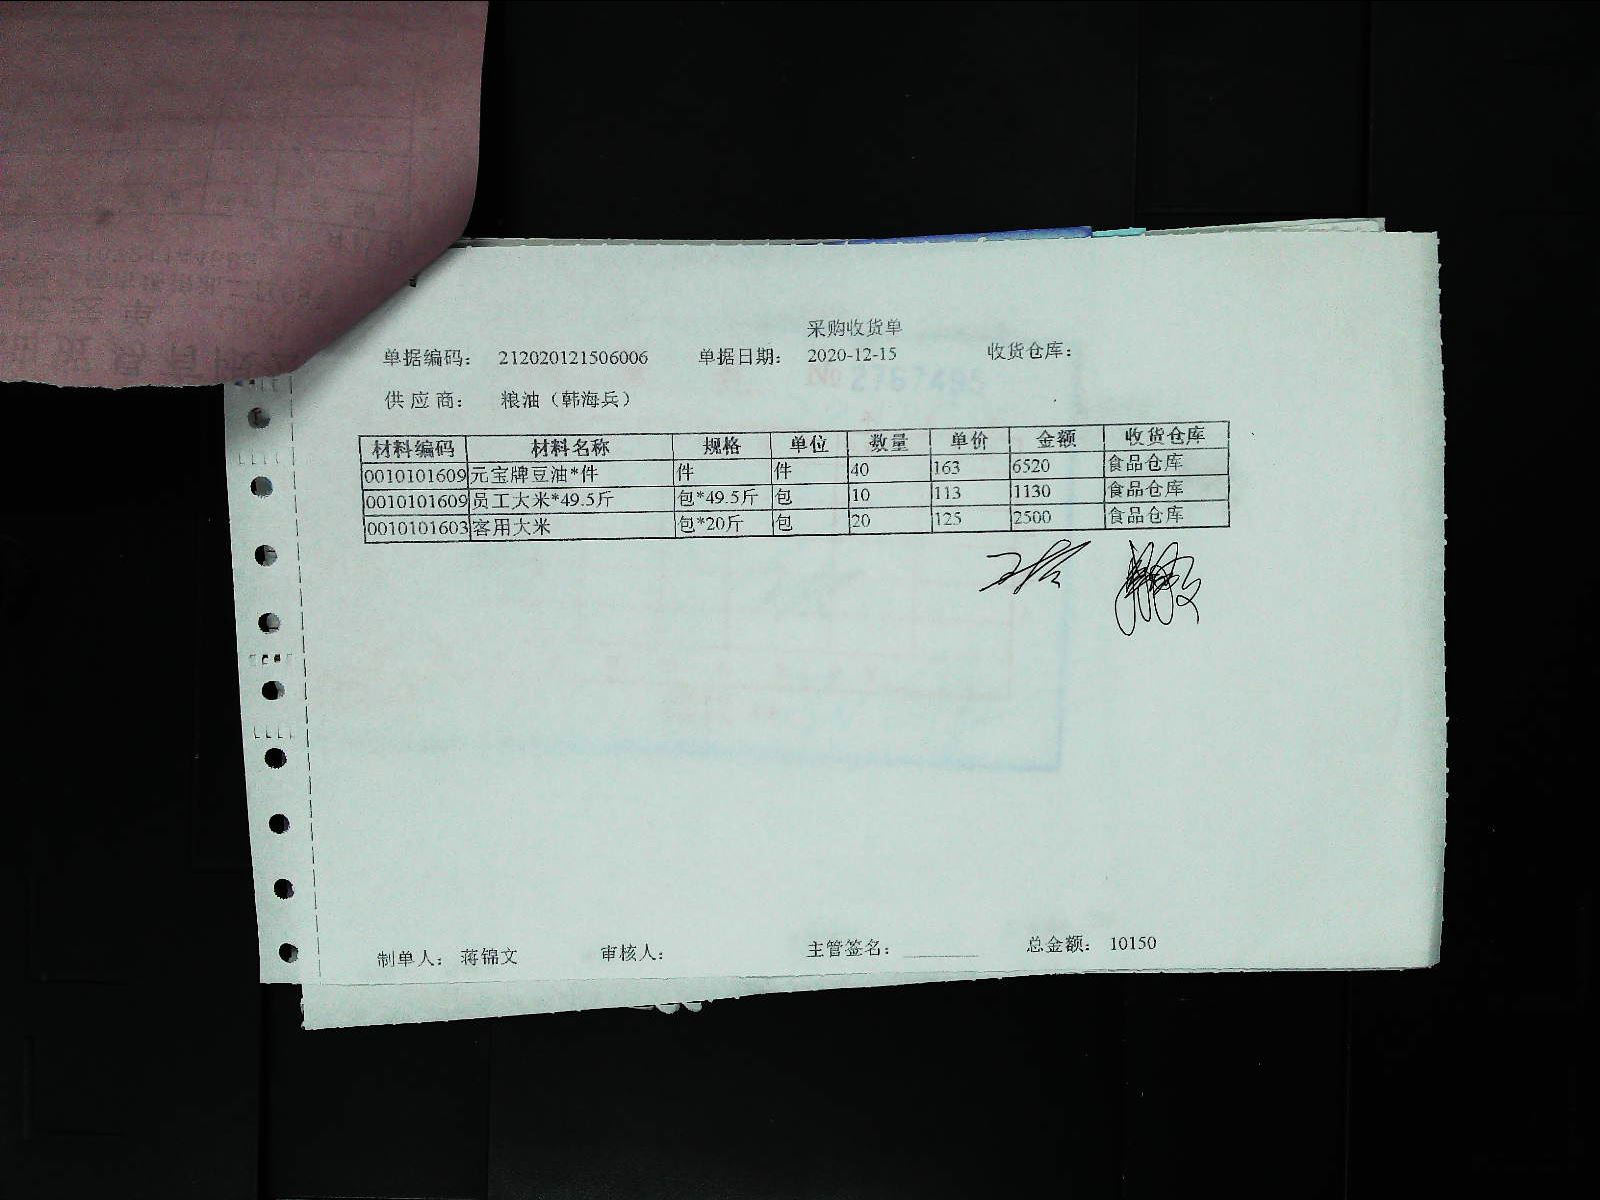 采购收货单
单据编码： 212020121506006 单据日期： 2020-12-15 收货仓库：
供应商： 粮油（韩海兵）
材料编码 材料名称 规格 单位 数量 单价 金额 收货仓库
0010101609 元宝牌豆油*件 件 件 40 163 6520 食品仓库
0010101609 员工大米*49.5斤 包*49.5斤 包 10 113 1130 食品仓库
0010101603 客用大米 包*20斤 包 20 125 2500 食品仓库
制单人： 蒋锦文 审核人： 主管签名： 总金额： 10150